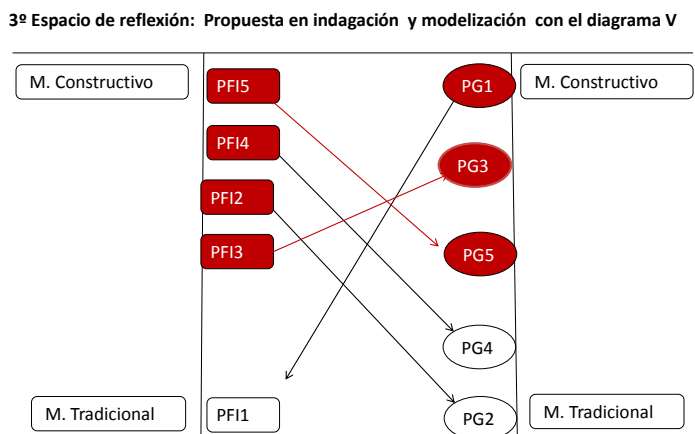 3º Espacio de reflexión: Propuesta en indagación y modelización con el diagrama V
M. Constructivo
PFI5
PG1
M. Constructivo
PFI4
PG3
PFI2
PFI3
PG5
PG4
M. Tradicional
PFI1
PG2
M. Tradicional